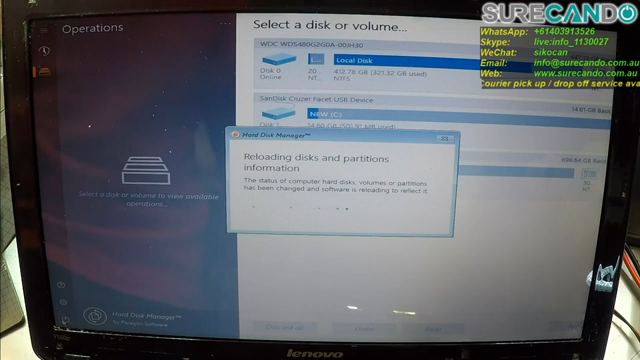 SURECANDO
WhatsApp: +61403913526
Skype: live:info_1130027
WeChat: sikocan
Email: info@surecando.com.au
Web: www.surecando.com.au
Courier pick up / drop off service ava
Operations
Select a disk or volume...
WDC WDS480G2G0A-00JH30
Disk 0
Online
20...
NT...
Local Disk
412.78 GB (321.32 GB used)
NTFS
SanDisk Cruzer Facet USB Device
14.61 GB Basic
NEW (C:)
Hard Disk Manager™
Reloading disks and partitions
information
The status of computer hard disks, volumes or partitions
has been changed and software is reloading to reflect it.
Select a disk or volume to view available
operations...
Hard Disk Manager™
by Paragon Software
Discard all
lenovo